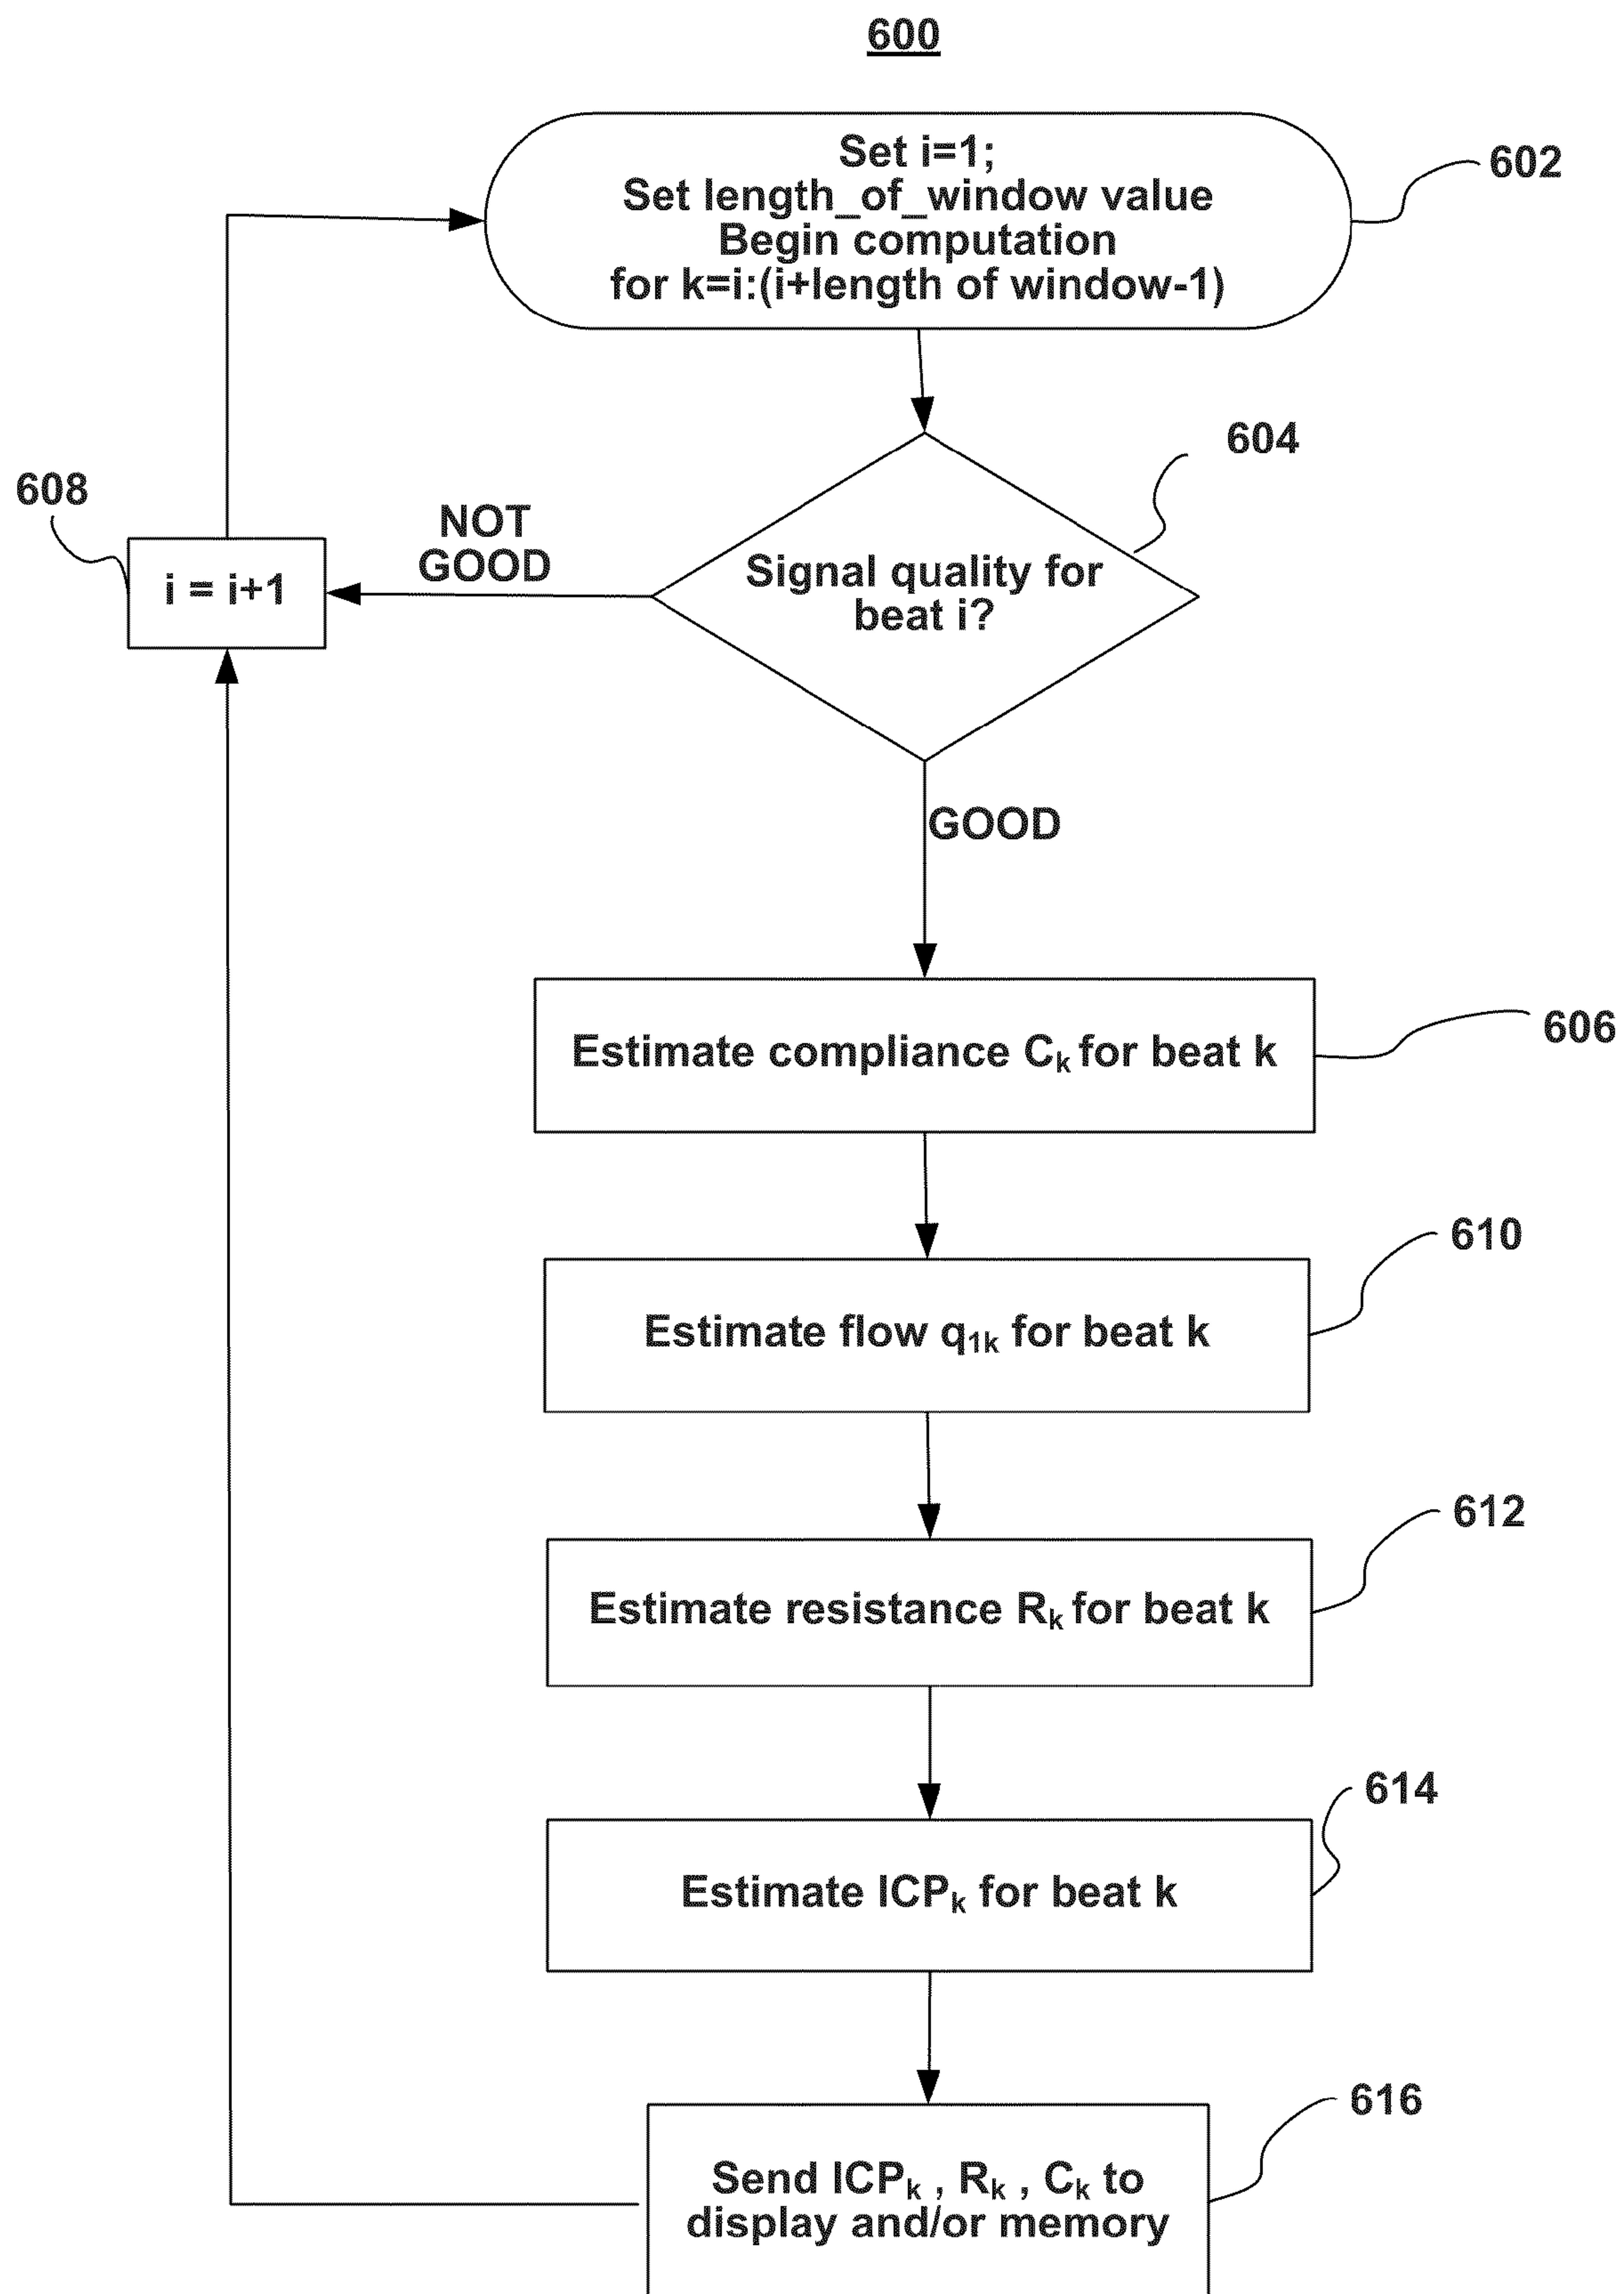 600
Set i=1;
Set length_of_window value
Begin computation
for k=i:(i+length of window-1)
602
604
608
NOT
GOOD
i = i+1
Signal quality for
beat i?
GOOD
Estimate compliance Cₖ for beat k
606
Estimate flow q₁ₖ for beat k
610
Estimate resistance Rₖ for beat k
612
Estimate ICPₖ for beat k
614
616
Send ICPₖ , Rₖ , Cₖ to
display and/or memory